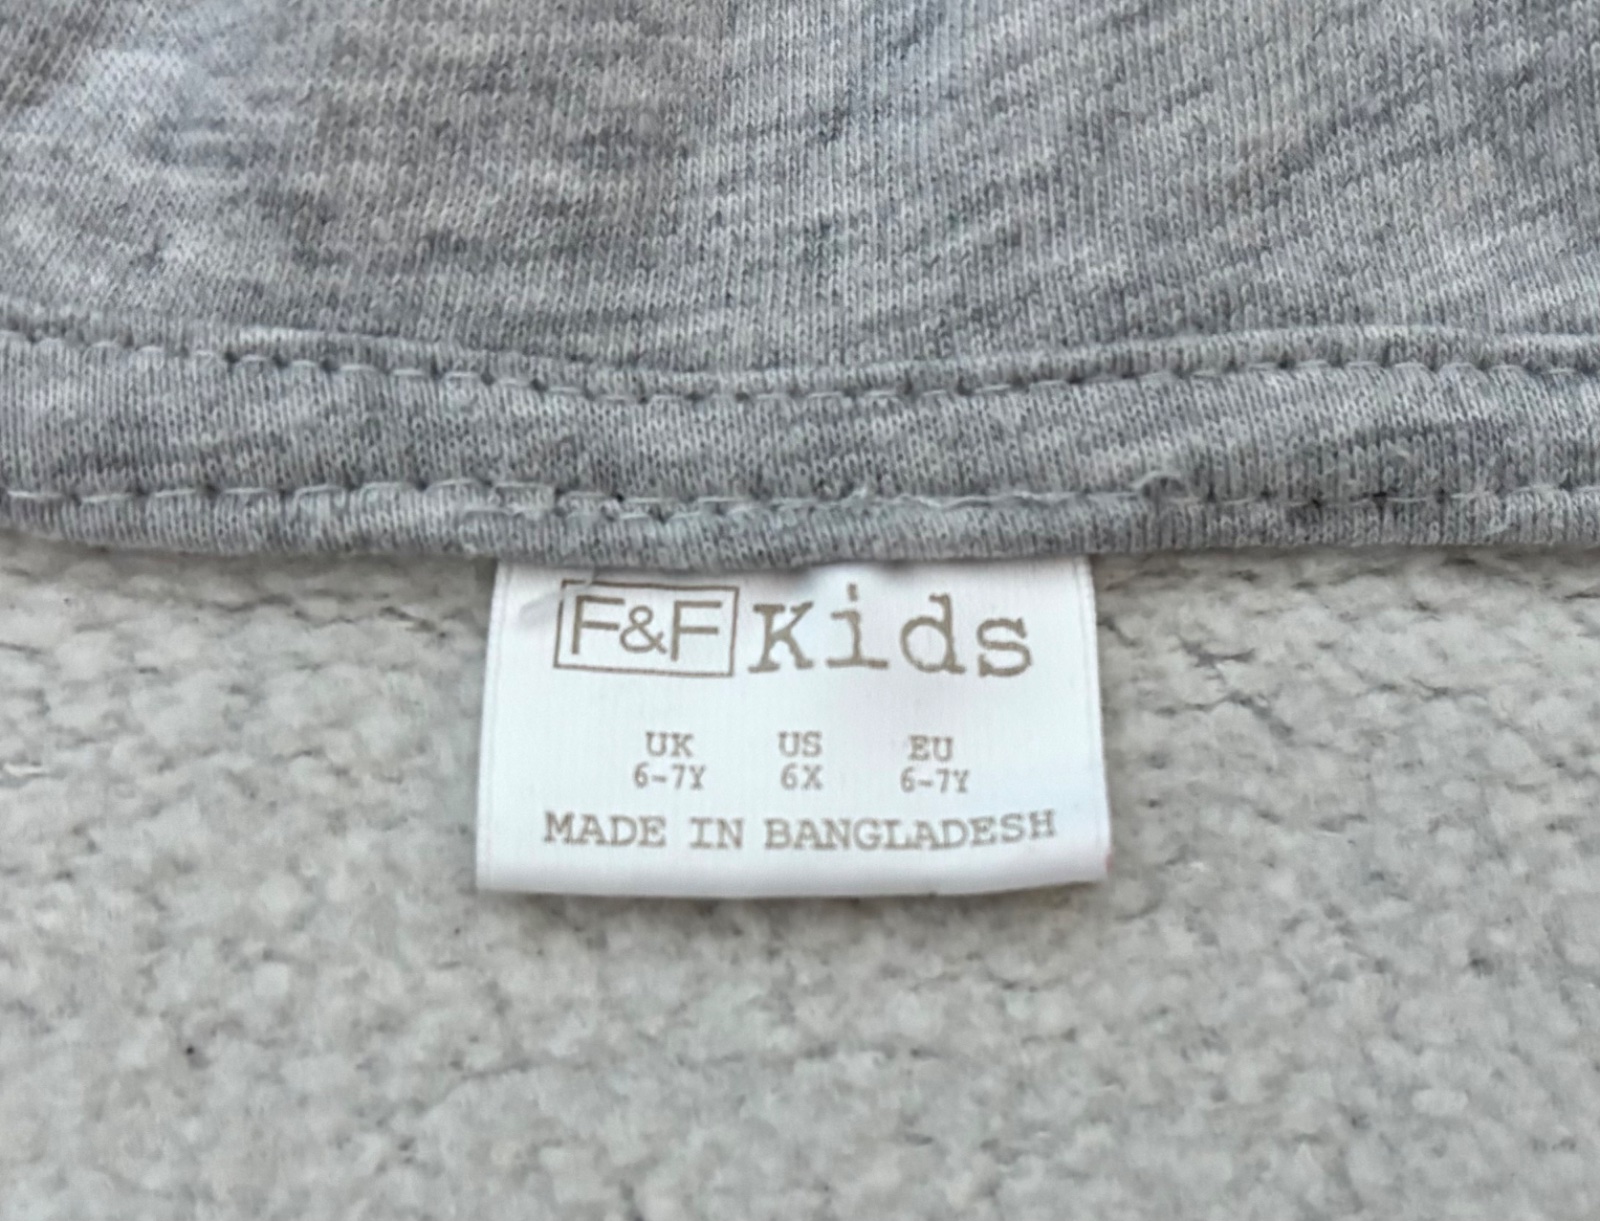 F&F Kids
UK US EU
6-7Y 6X 6-7Y
MADE IN BANGLADESH